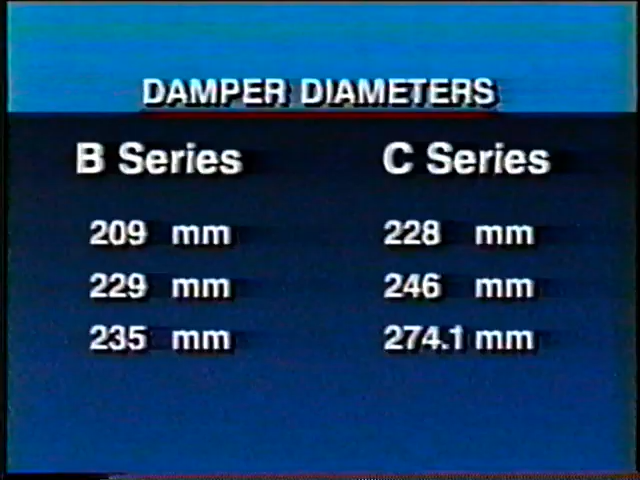 DAMPER DIAMETERS
B Series C Series
209 mm 228 mm
229 mm 246 mm
235 mm 274.1 mm